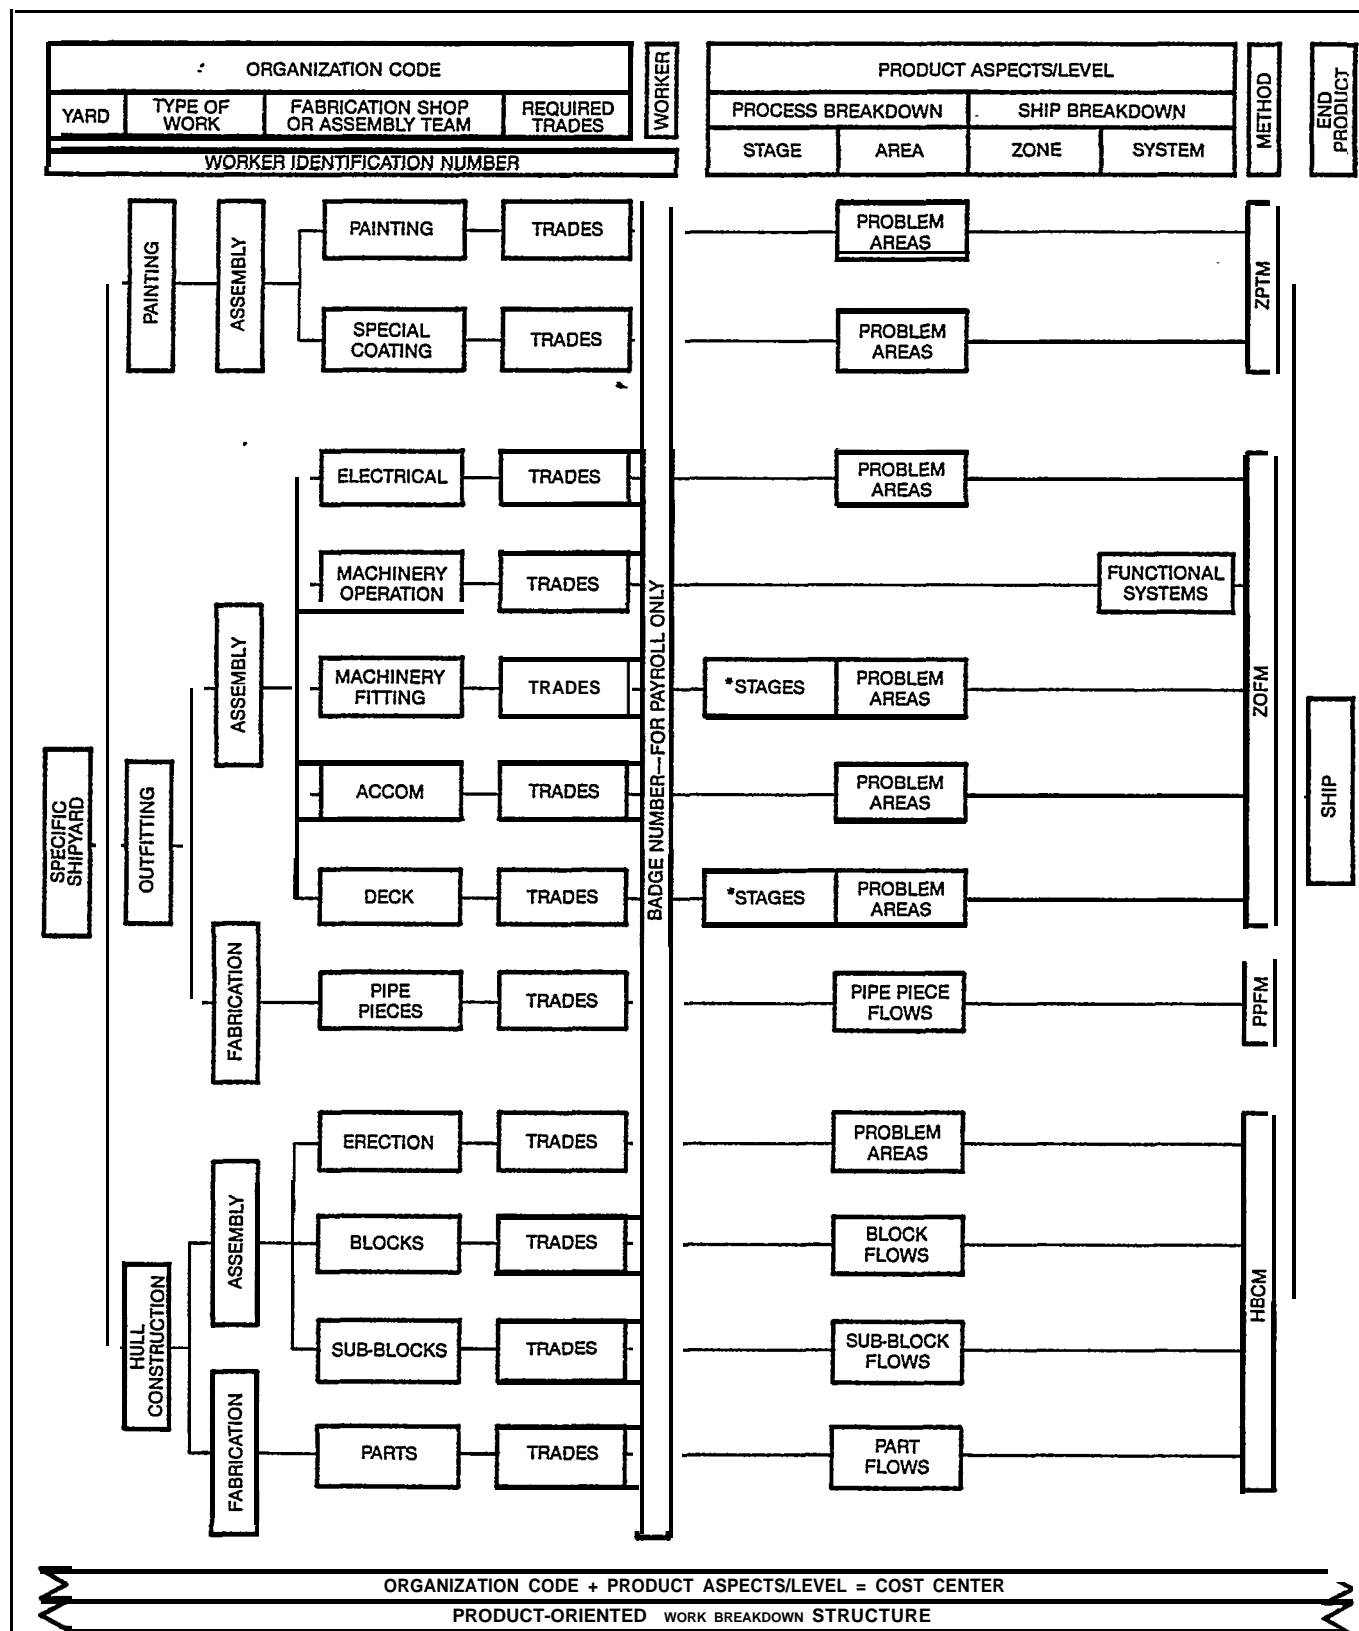 ORGANIZATION CODE
YARD
TYPE OF
WORK
FABRICATION SHOP
OR ASSEMBLY TEAM
REQUIRED
TRADES
WORKER IDENTIFICATION NUMBER
WORKER
PRODUCT ASPECTS/LEVEL
PROCESS BREAKDOWN
SHIP BREAKDOWN
STAGE
AREA
ZONE
SYSTEM
METHOD
END
PRODUCT
SPECIFIC
SHIPYARD
PAINTING
ASSEMBLY
PAINTING
TRADES
PROBLEM
AREAS
SPECIAL
COATING
TRADES
PROBLEM
AREAS
ZPTM
OUTFITTING
ASSEMBLY
ELECTRICAL
TRADES
PROBLEM
AREAS
MACHINERY
OPERATION
TRADES
FUNCTIONAL
SYSTEMS
MACHINERY
FITTING
TRADES
*STAGES
PROBLEM
AREAS
ACCOM
TRADES
PROBLEM
AREAS
DECK
TRADES
*STAGES
PROBLEM
AREAS
ZOFM
BADGE NUMBER—FOR PAYROLL ONLY
SHIP
FABRICATION
PIPE
PIECES
TRADES
PIPE PIECE
FLOWS
PPFM
HULL
CONSTRUCTION
ASSEMBLY
ERECTION
TRADES
PROBLEM
AREAS
BLOCKS
TRADES
BLOCK
FLOWS
SUB-BLOCKS
TRADES
SUB-BLOCK
FLOWS
FABRICATION
PARTS
TRADES
PART
FLOWS
HBCM
ORGANIZATION CODE + PRODUCT ASPECTS/LEVEL = COST CENTER
PRODUCT-ORIENTED WORK BREAKDOWN STRUCTURE